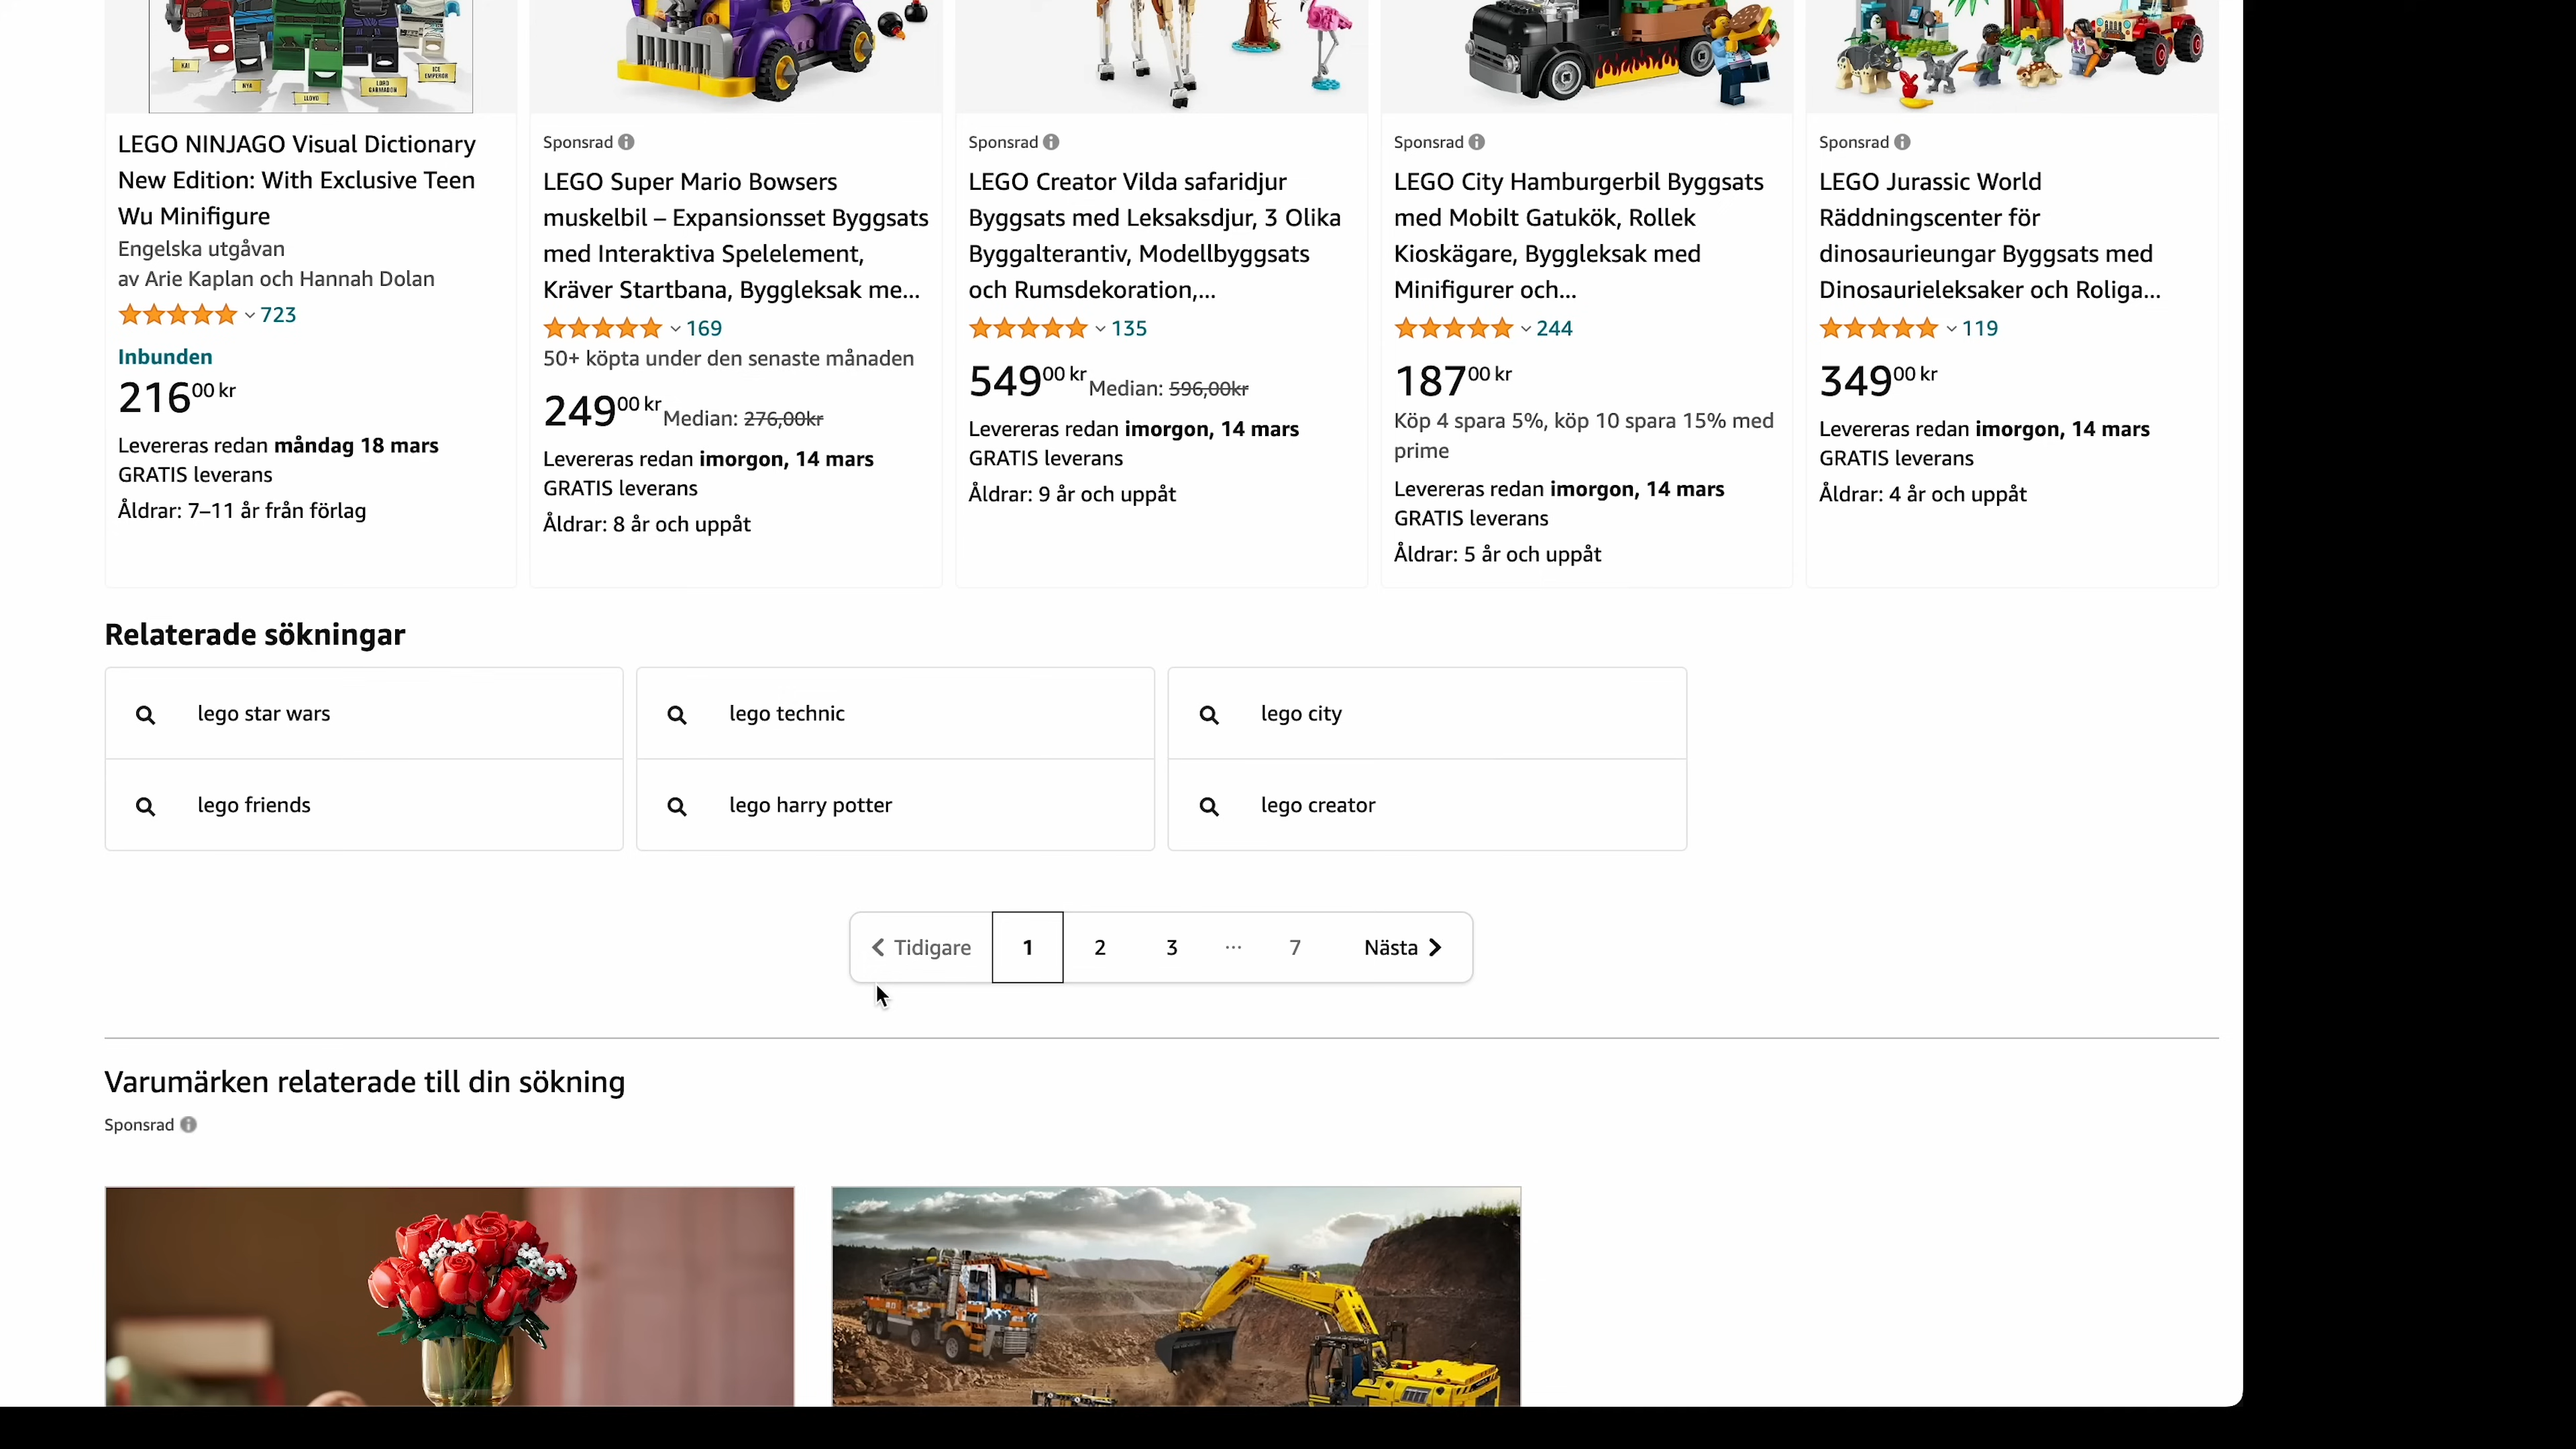 KAI
NYA
LLOYD
LORD
GARMADON
ICE
EMPEROR
LEGO NINJAGO Visual Dictionary
New Edition: With Exclusive Teen
Wu Minifigure
Engelska utgåvan
av Arie Kaplan och Hannah Dolan
723
Inbunden
216 00 kr
Levereras redan måndag 18 mars
GRATIS leverans
Åldrar: 7–11 år från förlag
Sponsrad
LEGO Super Mario Bowsers
muskelbil – Expansionsset Byggsats
med Interaktiva Spelelement,
Kräver Startbana, Byggleksak me...
169
50+ köpta under den senaste månaden
249 00 kr Median: 276,00kr
Levereras redan imorgon, 14 mars
GRATIS leverans
Åldrar: 8 år och uppåt
Sponsrad
LEGO Creator Vilda safaridjur
Byggsats med Leksaksdjur, 3 Olika
Byggalterantiv, Modellbyggsats
och Rumsdekoration,...
135
549 00 kr Median: 596,00kr
Levereras redan imorgon, 14 mars
GRATIS leverans
Åldrar: 9 år och uppåt
Sponsrad
LEGO City Hamburgerbil Byggsats
med Mobilt Gatukök, Rollek
Kioskägare, Byggleksak med
Minifigurer och...
244
187 00 kr
Köp 4 spara 5%, köp 10 spara 15% med
prime
Levereras redan imorgon, 14 mars
GRATIS leverans
Åldrar: 5 år och uppåt
Sponsrad
LEGO Jurassic World
Räddningscenter för
dinosaurieungar Byggsats med
Dinosaurieleksaker och Roliga...
119
349 00 kr
Levereras redan imorgon, 14 mars
GRATIS leverans
Åldrar: 4 år och uppåt
Relaterade sökningar
lego star wars
lego technic
lego city
lego friends
lego harry potter
lego creator
Tidigare 1 2 3 ... 7 Nästa
Varumärken relaterade till din sökning
Sponsrad